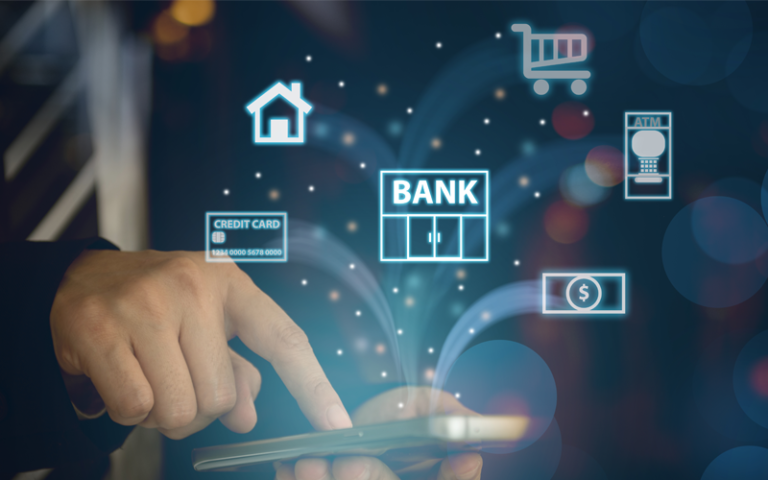 ATM
BANK
CREDIT CARD
1234 0000 5678 0000
$